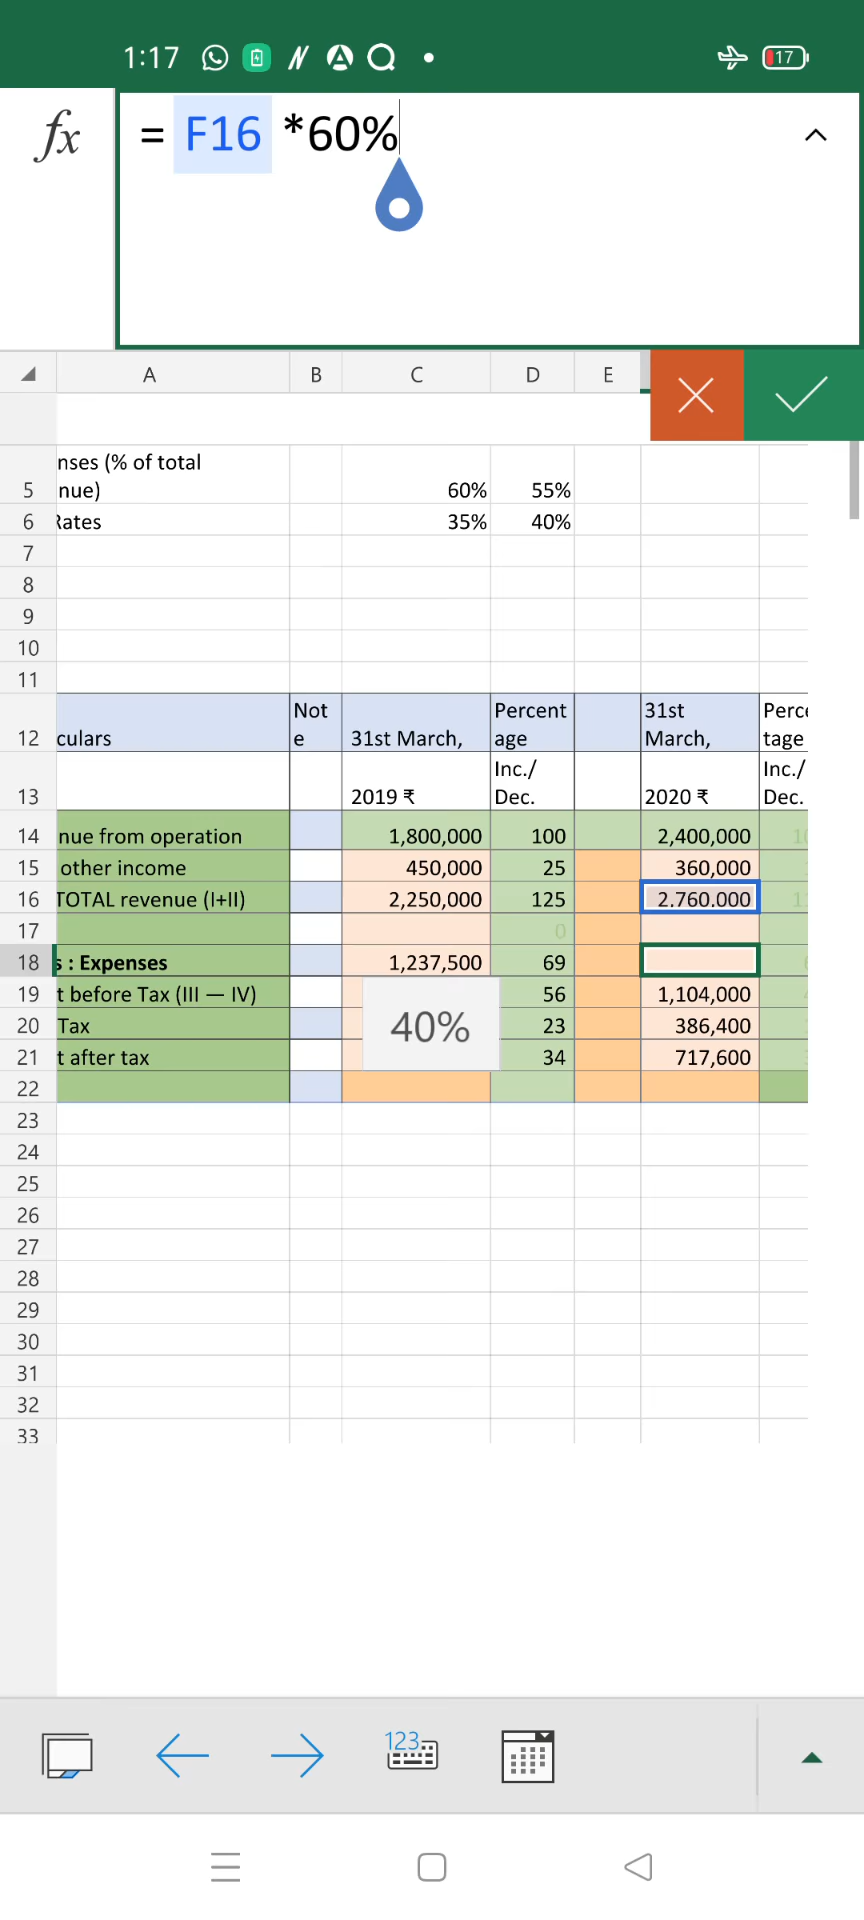 1:17 17
fx = F16 *60%
A B C D E
nses (% of total
5 nue) 60% 55%
6 Rates 35% 40%
7
8
9
10
11
Not Percent 31st Perce
12 culars e 31st March, age March, tage
Inc./ Inc./
13 2019 ₹ Dec. 2020 ₹ Dec.
14 nue from operation 1,800,000 100 2,400,000
15 other income 450,000 25 360,000
16 TOTAL revenue (I+II) 2,250,000 125 2.760.000
17 0
18 s : Expenses 1,237,500 69
19 t before Tax (III — IV) 56 1,104,000
20 Tax 23 386,400
40%
21 t after tax 34 717,600
22
23
24
25
26
27
28
29
30
31
32
33
123